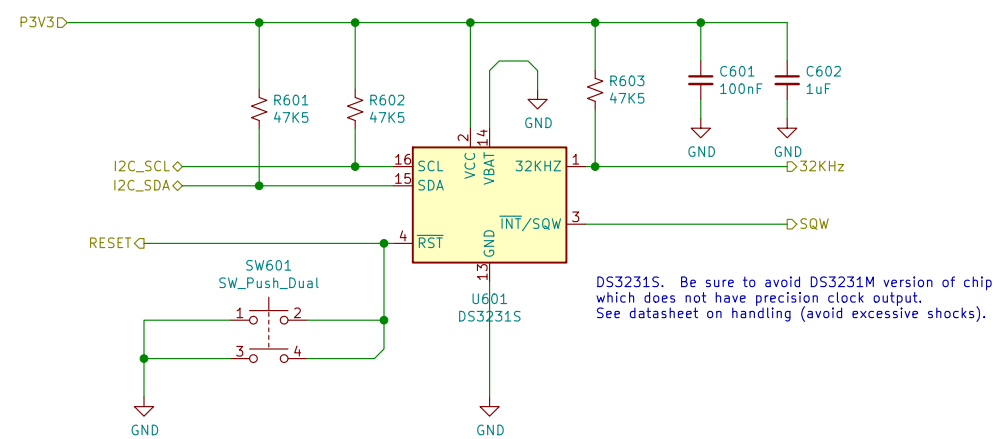 P3V3
R601
47K5
R602
47K5
R603
47K5
C601
100nF
C602
1uF
GND
GND
GND
2
14
I2C_SCL
16
SCL
VCC
VBAT
32KHZ
1
32KHz
I2C_SDA
15
SDA
RESET
4
RST
GND
INT/SQW
3
SQW
13
SW601
SW_Push_Dual
1
2
3
4
U601
DS3231S
DS3231S.  Be sure to avoid DS3231M version of chip
which does not have precision clock output.
See datasheet on handling (avoid excessive shocks).
GND
GND